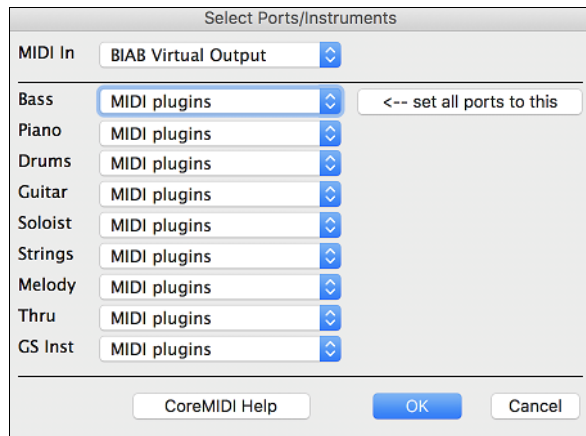 Select Ports/Instruments
MIDI In BIAB Virtual Output
Bass MIDI plugins <-- set all ports to this
Piano MIDI plugins
Drums MIDI plugins
Guitar MIDI plugins
Soloist MIDI plugins
Strings MIDI plugins
Melody MIDI plugins
Thru MIDI plugins
GS Inst MIDI plugins
CoreMIDI Help OK Cancel